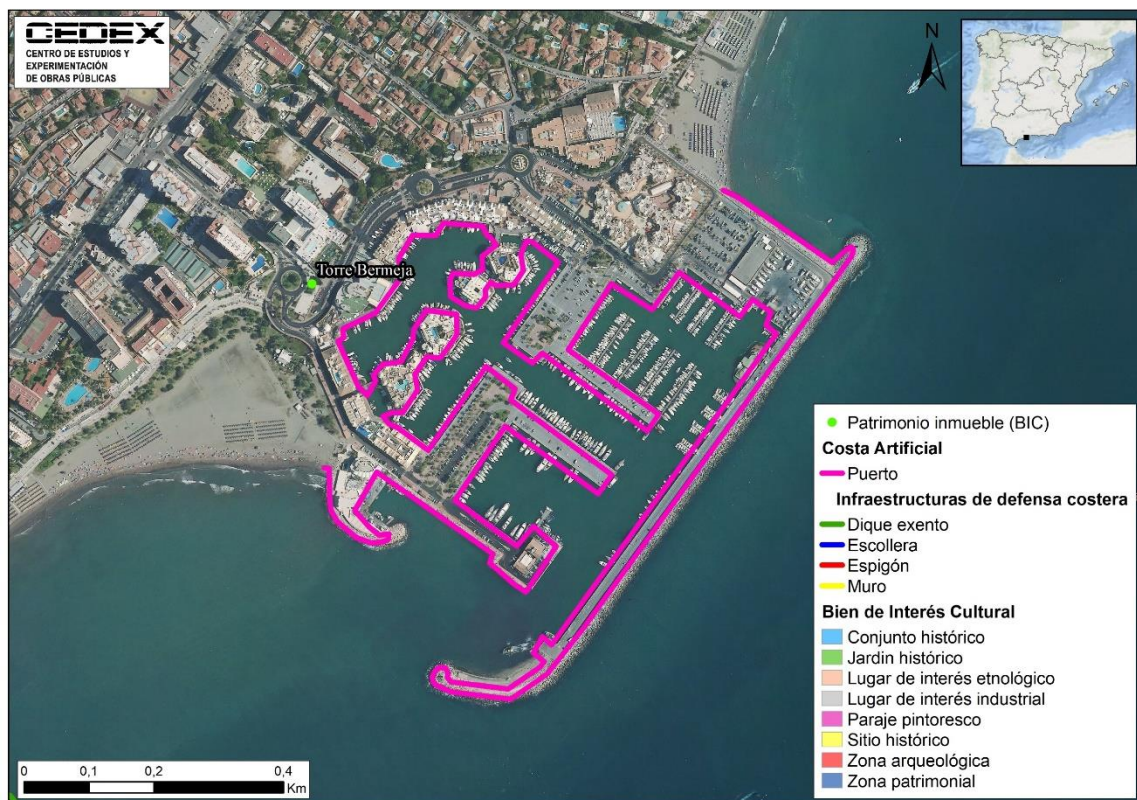 CEDEX
CENTRO DE ESTUDIOS Y
EXPERIMENTACIÓN
DE OBRAS PÚBLICAS
N
Torre Bermeja
Patrimonio inmueble (BIC)
Costa Artificial
Puerto
Infraestructuras de defensa costera
Dique exento
Escollera
Espigón
Muro
Bien de Interés Cultural
Conjunto histórico
Jardin histórico
Lugar de interés etnológico
Lugar de interés industrial
Paraje pintoresco
Sitio histórico
Zona arqueológica
Zona patrimonial
0 0,1 0,2 0,4
Km